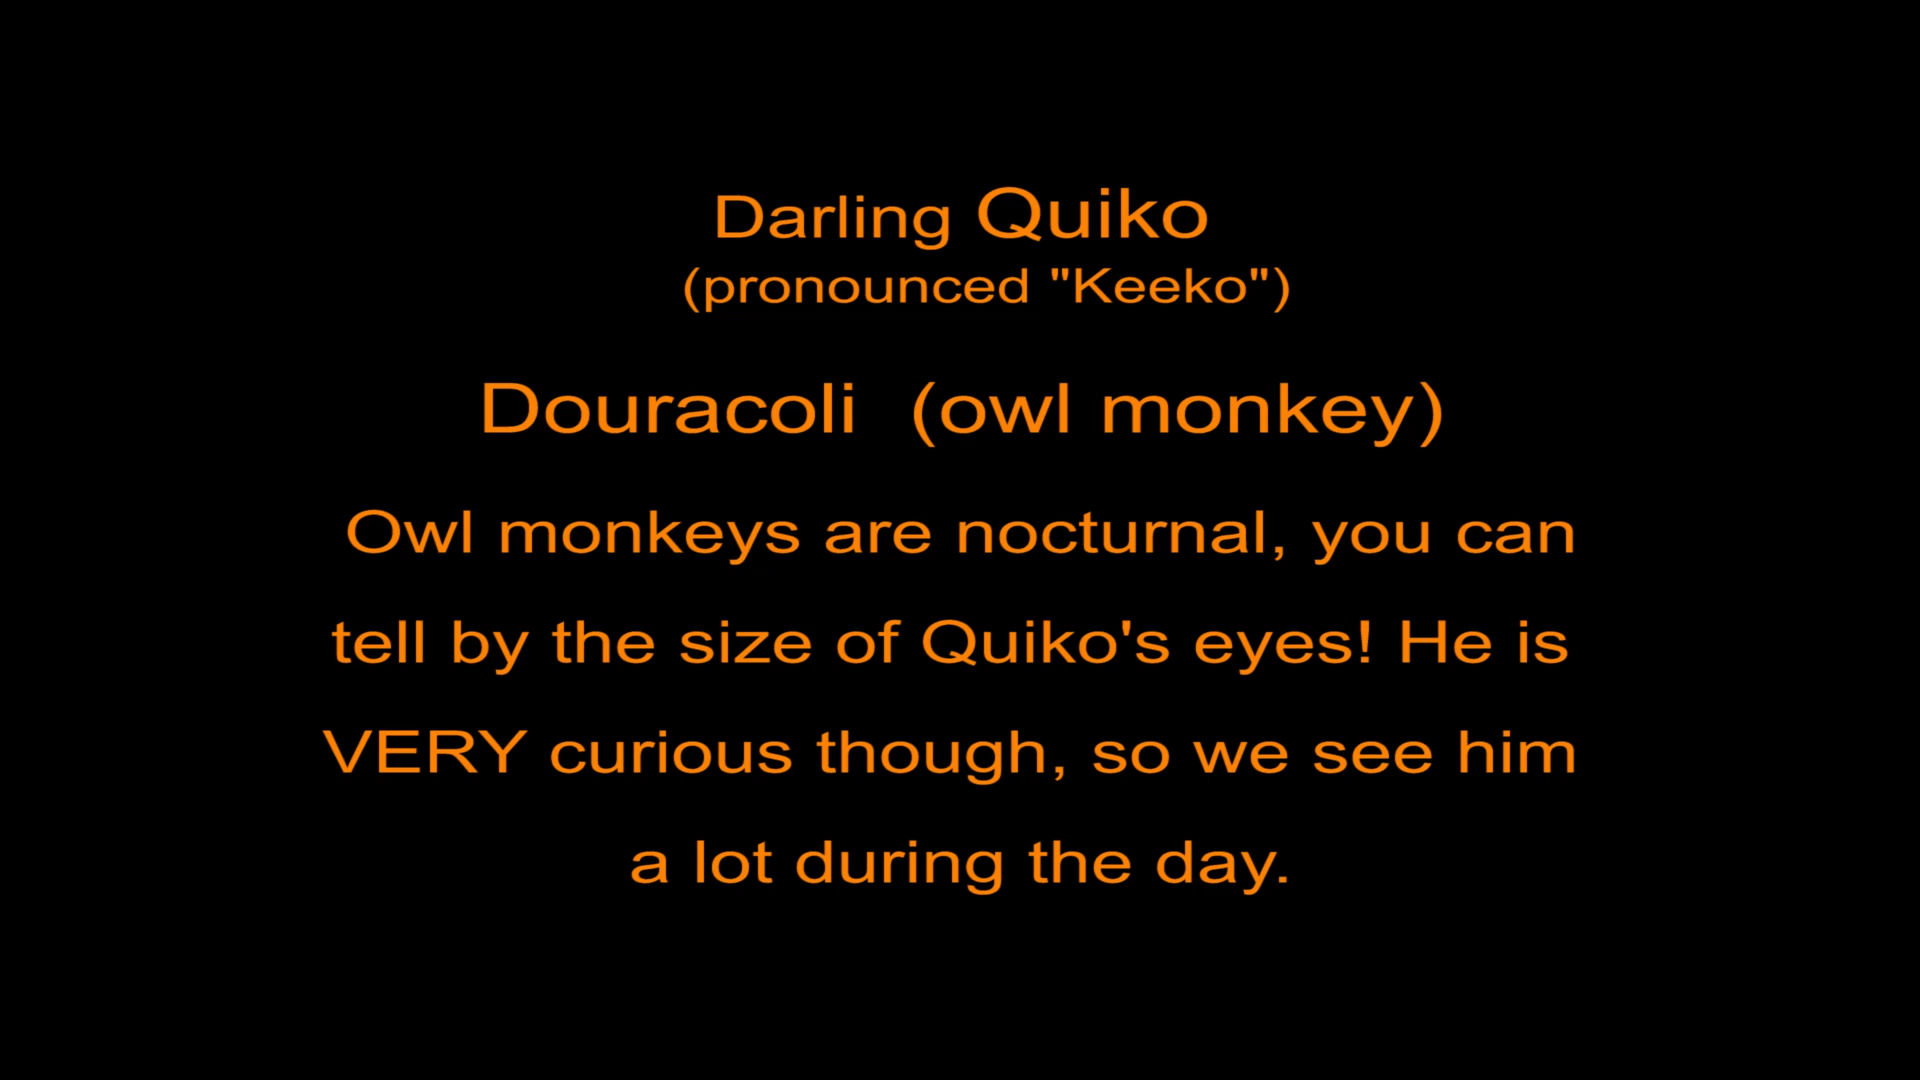 Darling Quiko
(pronounced "Keeko")
Douracoli  (owl monkey)
Owl monkeys are nocturnal, you can
tell by the size of Quiko's eyes! He is
VERY curious though, so we see him
a lot during the day.